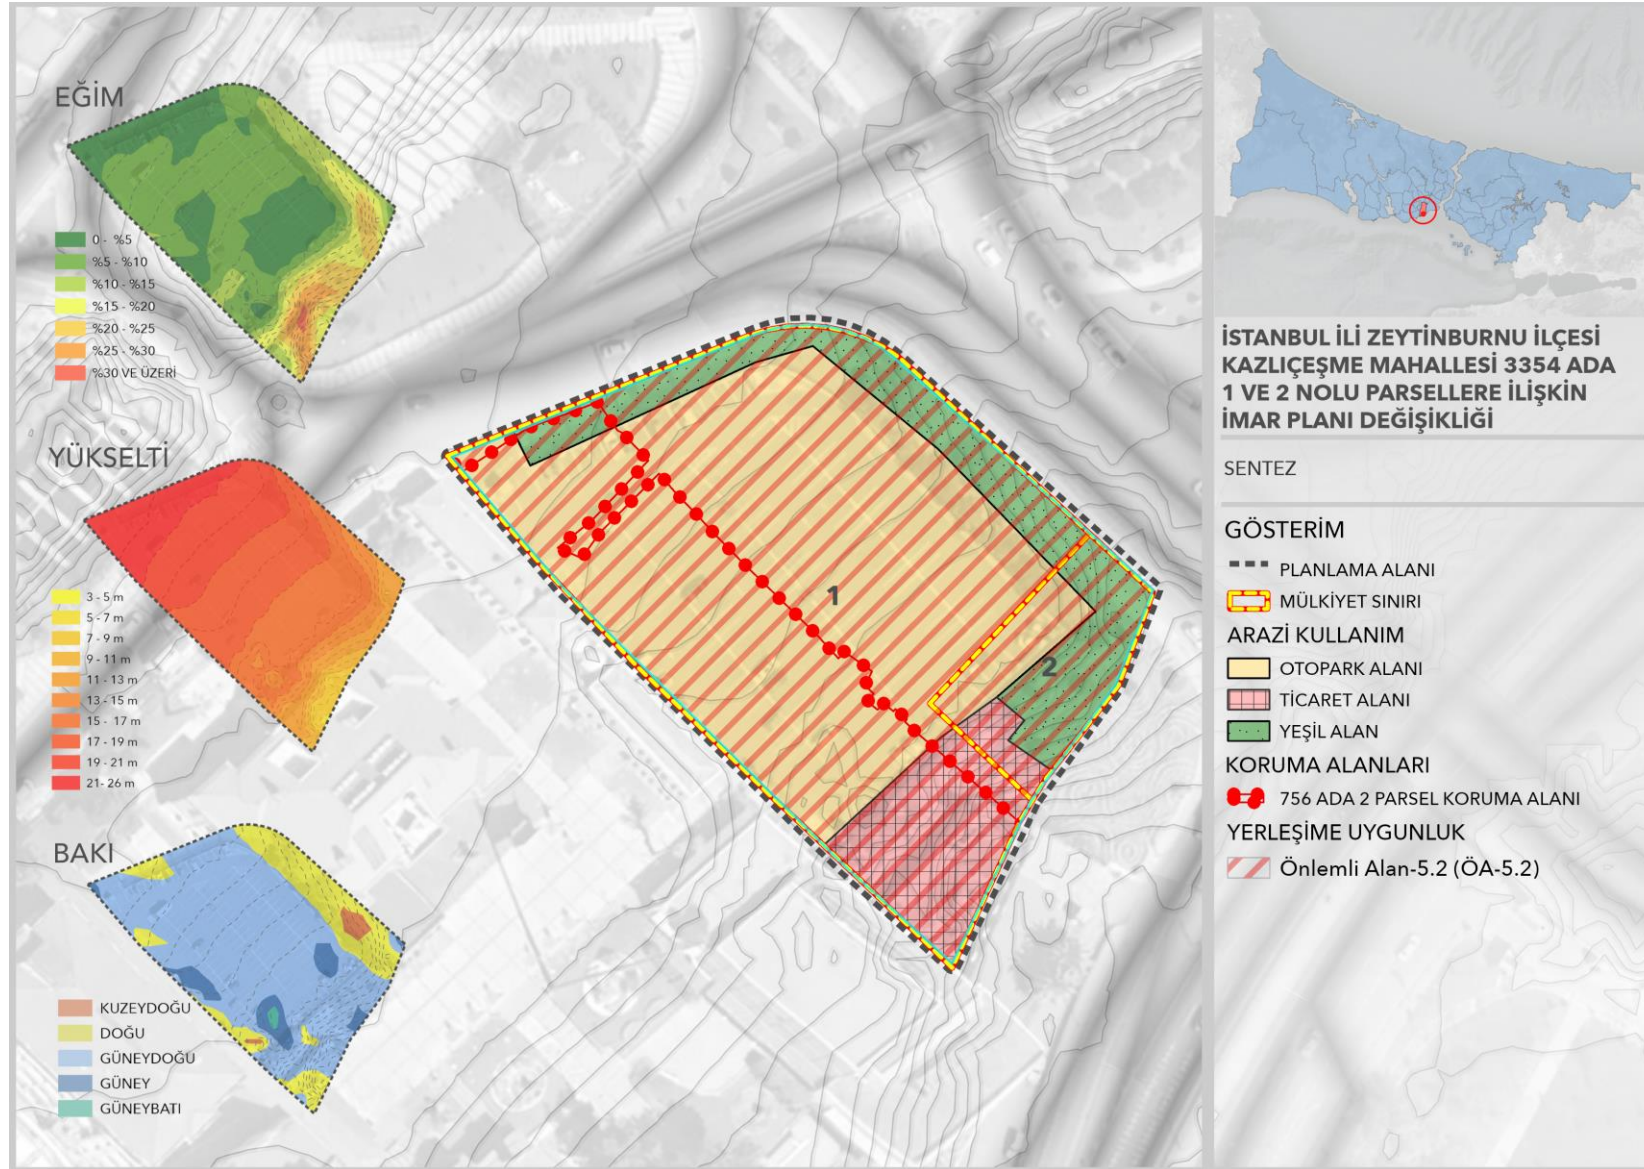 EĞİM
0 - %5
%5 - %10
%10 - %15
%15 - %20
%20 - %25
%25 - %30
%30 VE ÜZERİ
YÜKSELTİ
3 - 5 m
5 - 7 m
7 - 9 m
9 - 11 m
11 - 13 m
13 - 15 m
15 - 17 m
17 - 19 m
19 - 21 m
21- 26 m
BAKI
KUZEYDOĞU
DOĞU
GÜNEYDOĞU
GÜNEY
GÜNEYBATI
1
2
İSTANBUL İLİ ZEYTİNBURNU İLÇESİ
KAZLIÇEŞME MAHALLESİ 3354 ADA
1 VE 2 NOLU PARSELLERE İLİŞKİN
İMAR PLANI DEĞİŞİKLİĞİ
SENTEZ
GÖSTERİM
PLANLAMA ALANI
MÜLKİYET SINIRI
ARAZİ KULLANIM
OTOPARK ALANI
TİCARET ALANI
YEŞİL ALAN
KORUMA ALANLARI
756 ADA 2 PARSEL KORUMA ALANI
YERLEŞİME UYGUNLUK
Önlemli Alan-5.2 (ÖA-5.2)